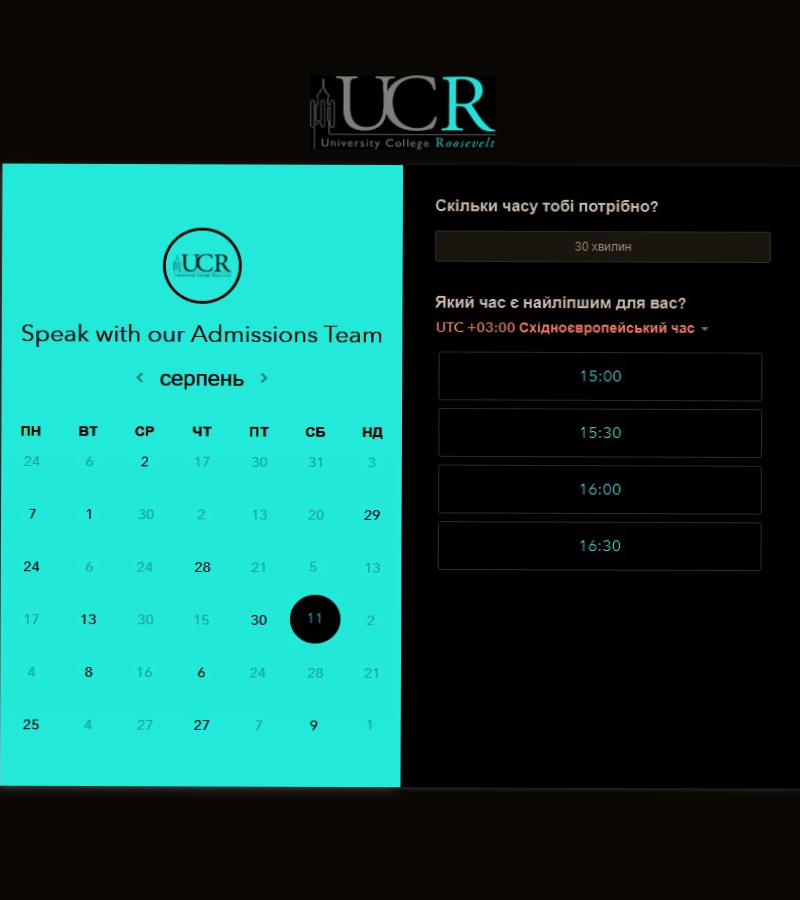 UCR
University College Roosevelt
UCR
Speak with our Admissions Team
серпень
ПН ВТ СР ЧТ ПТ СБ НД
24 6 2 17 30 31 3
7 1 30 2 13 20 29
24 6 24 28 21 5 13
17 13 30 15 30 11 2
4 8 16 6 24 28 21
25 4 27 27 7 9 1
Скільки часу тобі потрібно?
30 хвилин
Який час є найліпшим для вас?
UTC +03:00 Східноєвропейський час
15:00
15:30
16:00
16:30